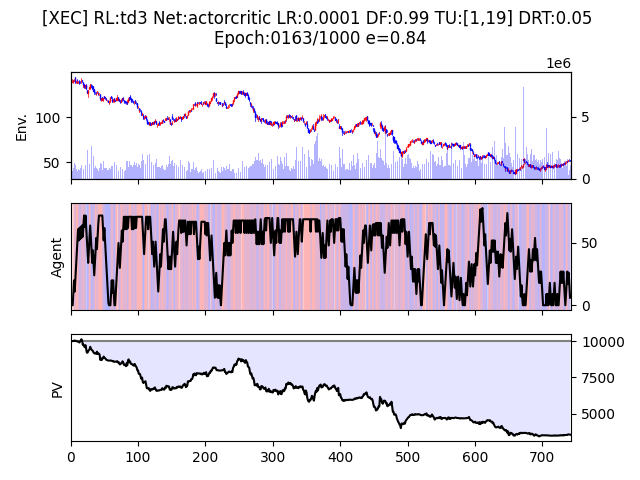 [XEC] RL:td3 Net:actorcritic LR:0.0001 DF:0.99 TU:[1,19] DRT:0.05
Epoch:0163/1000 e=0.84
1e6
Env.
100
50
5
0
Agent
50
0
PV
10000
7500
5000
0 100 200 300 400 500 600 700